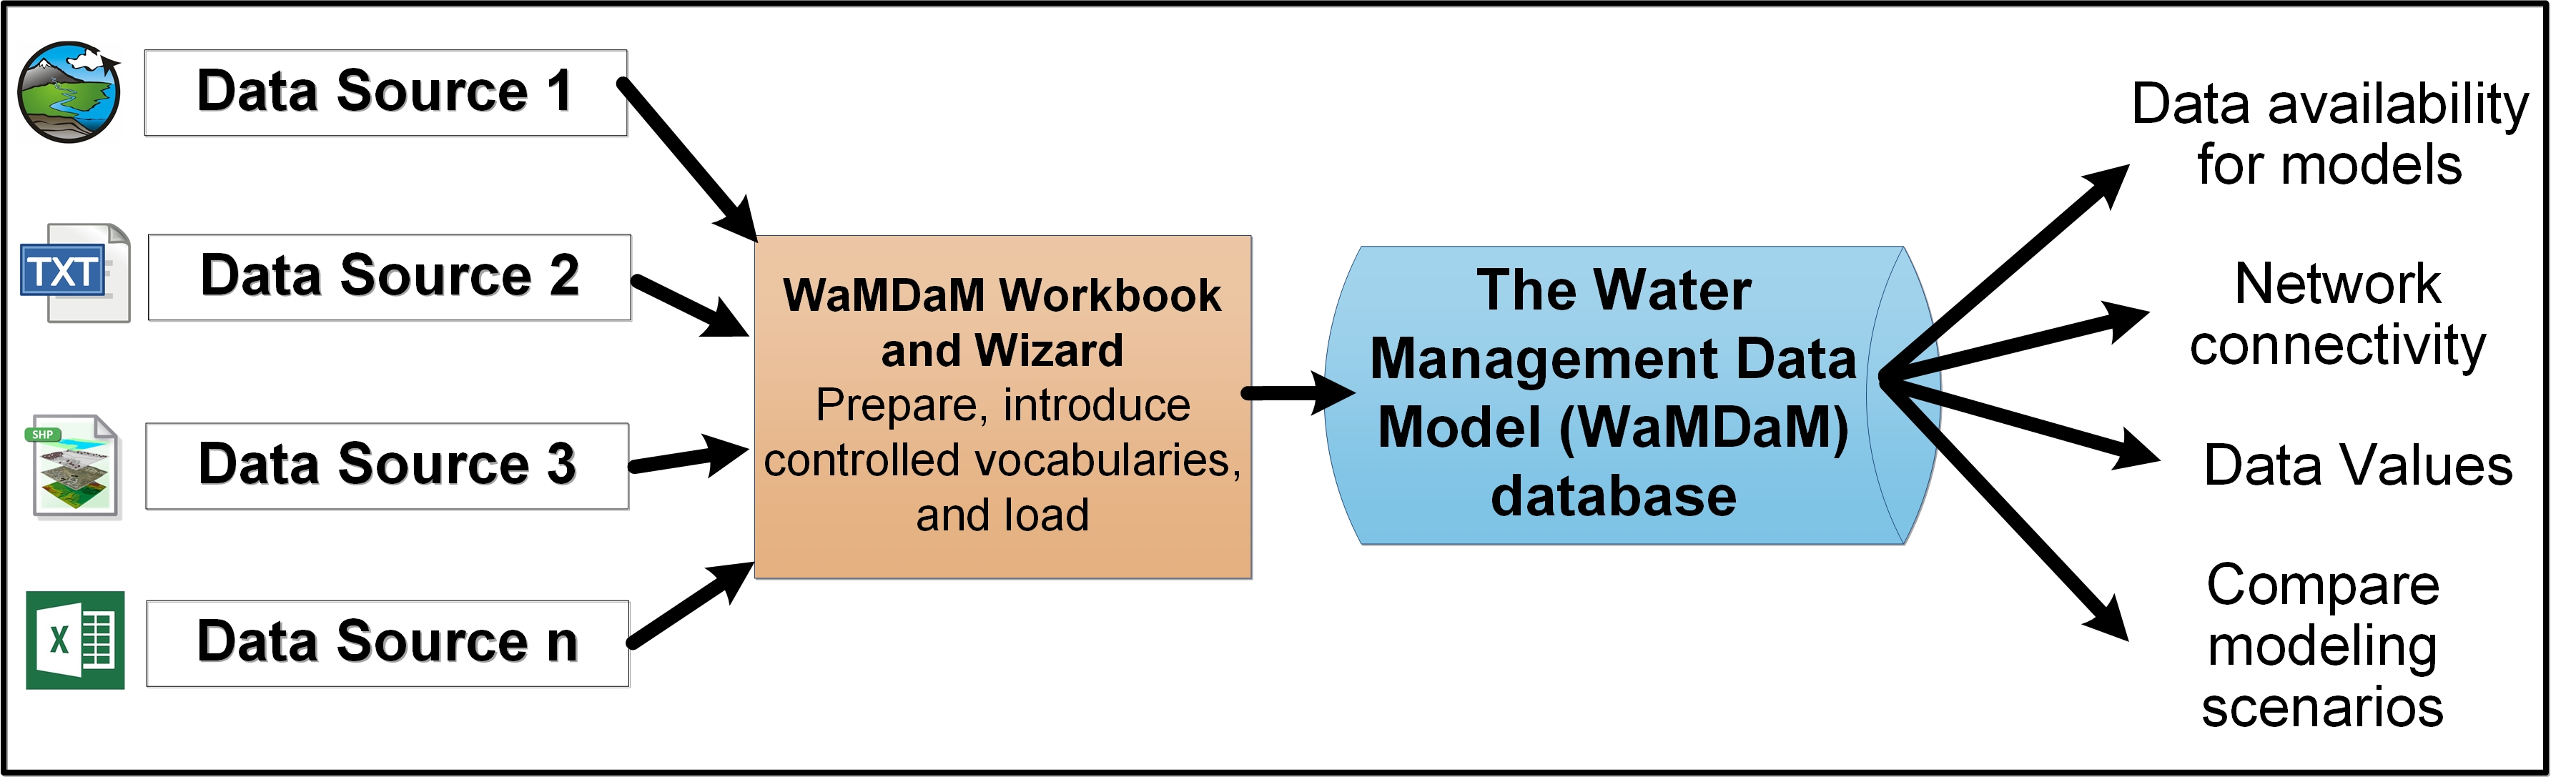 Data Source 1
TXT
Data Source 2
SHP
Data Source 3
X
Data Source n
WaMDaM Workbook
and Wizard
Prepare, introduce
controlled vocabularies,
and load
The Water
Management Data
Model (WaMDaM)
database
Data availability
for models
Network
connectivity
Data Values
Compare
modeling
scenarios